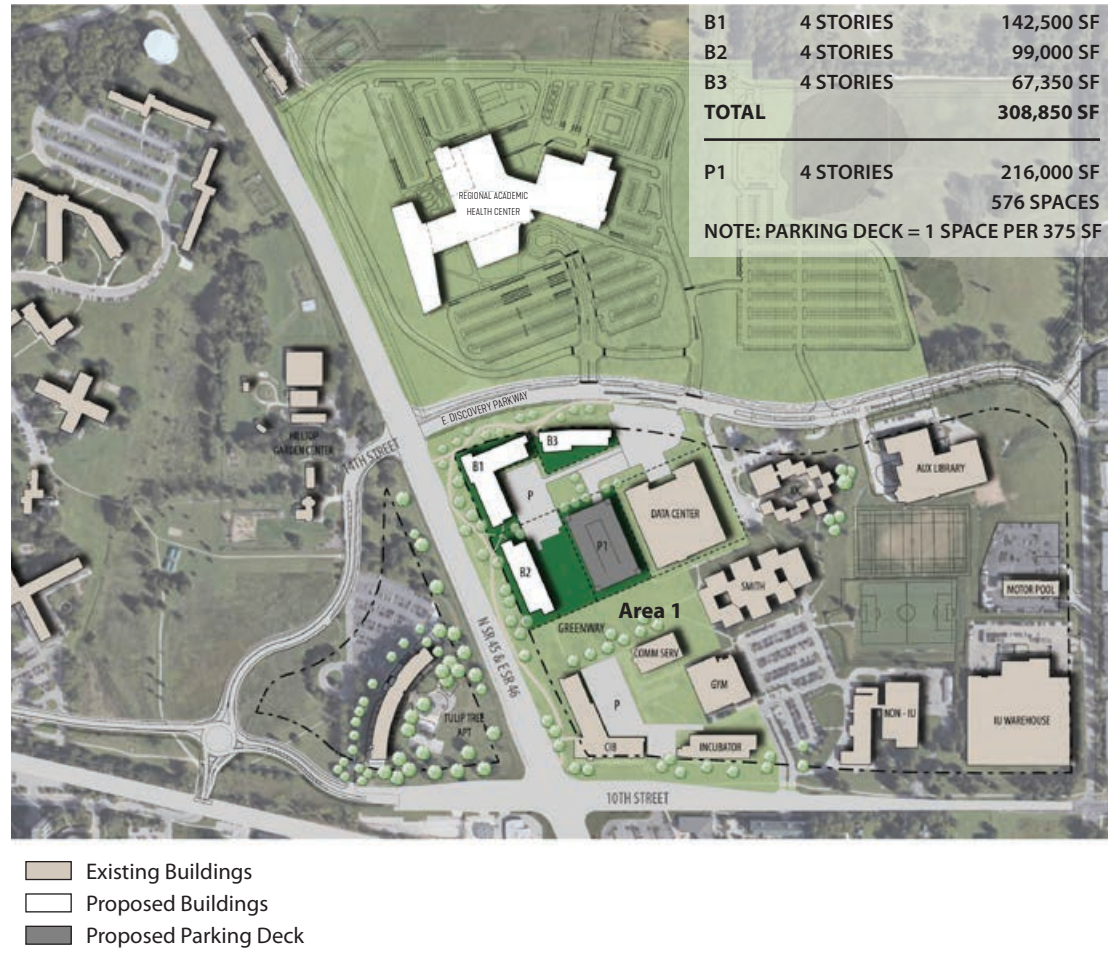 B1 4 STORIES 142,500 SF
B2 4 STORIES 99,000 SF
B3 4 STORIES 67,350 SF
TOTAL 308,850 SF
P1 4 STORIES 216,000 SF
576 SPACES
NOTE: PARKING DECK = 1 SPACE PER 375 SF
REGIONAL ACADEMIC
HEALTH CENTER
E. DISCOVERY PARKWAY
14TH STREET
HILLTOP
GARDEN CENTER
B1
B3
P
B2
P1
DATA CENTER
AUX LIBRARY
SMITH
MOTOR POOL
Area 1
GREENWAY
COMM SERV
GYM
N SR 45 & E SR 46
P
TULIP TREE
APT
CIB
INCUBATOR
NON - IU
IU WAREHOUSE
10TH STREET
Existing Buildings
Proposed Buildings
Proposed Parking Deck